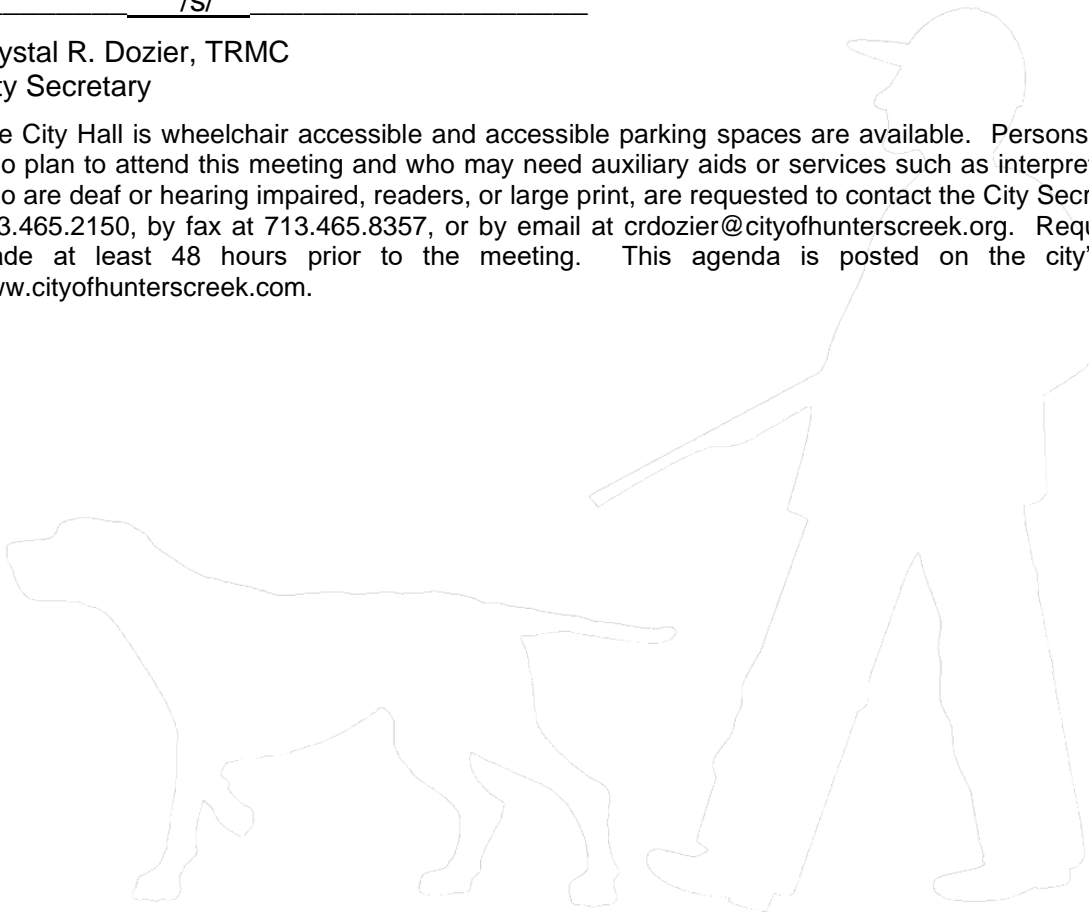 /s/
ystal R. Dozier, TRMC
ty Secretary
e City Hall is wheelchair accessible and accessible parking spaces are available. Persons
o plan to attend this meeting and who may need auxiliary aids or services such as interpre
o are deaf or hearing impaired, readers, or large print, are requested to contact the City Secr
3.465.2150, by fax at 713.465.8357, or by email at crdozier@cityofhunterscreek.org. Requ
ade at least 48 hours prior to the meeting. This agenda is posted on the city'
ww.cityofhunterscreek.com.